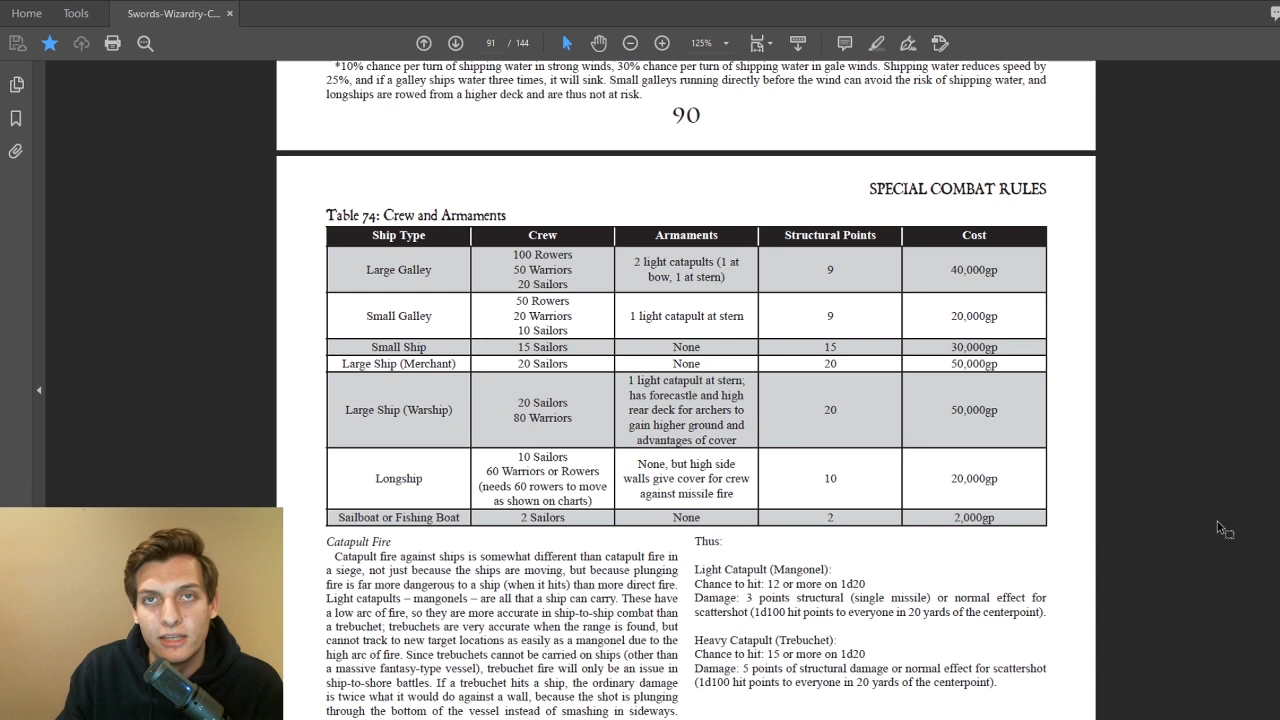 Home
Tools
Swords-Wizardry-C...
91 / 144
125%
*10% chance per turn of shipping water in strong winds, 30% chance per turn of shipping water in gale winds. Shipping water reduces speed by
25%, and if a galley ships water three times, it will sink. Small galleys running directly before the wind can avoid the risk of shipping water, and
longships are rowed from a higher deck and are thus not at risk.
90
SPECIAL COMBAT RULES
Table 74: Crew and Armaments
Ship Type Crew Armaments Structural Points Cost
Large Galley
100 Rowers
50 Warriors
20 Sailors
2 light catapults (1 at
bow, 1 at stern)
9
40,000gp
Small Galley
50 Rowers
20 Warriors
10 Sailors
1 light catapult at stern
9
20,000gp
Small Ship 15 Sailors None 15 30,000gp
Large Ship (Merchant) 20 Sailors None 20 50,000gp
Large Ship (Warship)
20 Sailors
80 Warriors
1 light catapult at stern;
has forecastle and high
rear deck for archers to
gain higher ground and
advantages of cover
20
50,000gp
Longship
10 Sailors
60 Warriors or Rowers
(needs 60 rowers to move
as shown on charts)
None, but high side
walls give cover for crew
against missile fire
10
20,000gp
Sailboat or Fishing Boat 2 Sailors None 2 2,000gp
Catapult Fire
Catapult fire against ships is somewhat different than catapult fire in
a siege, not just because the ships are moving, but because plunging
fire is far more dangerous to a ship (when it hits) than more direct fire.
Light catapults – mangonels – are all that a ship can carry. These have
a low arc of fire, so they are more accurate in ship-to-ship combat than
a trebuchet; trebuchets are very accurate when the range is found, but
cannot track to new target locations as easily as a mangonel due to the
high arc of fire. Since trebuchets cannot be carried on ships (other than
a massive fantasy-type vessel), trebuchet fire will only be an issue in
ship-to-shore battles. If a trebuchet hits a ship, the ordinary damage
is twice what it would do against a wall, because the shot is plunging
through the bottom of the vessel instead of smashing in sideways.
Thus:
Light Catapult (Mangonel):
Chance to hit: 12 or more on 1d20
Damage: 3 points structural (single missile) or normal effect for
scattershot (1d100 hit points to everyone in 20 yards of the centerpoint).
Heavy Catapult (Trebuchet):
Chance to hit: 15 or more on 1d20
Damage: 5 points of structural damage or normal effect for scattershot
(1d100 hit points to everyone in 20 yards of the centerpoint).